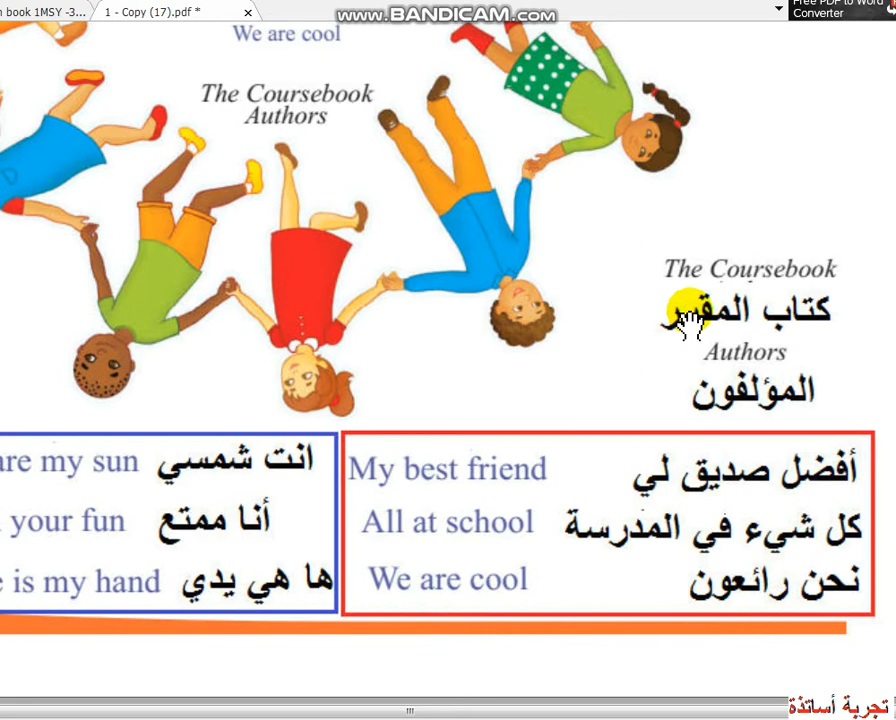 n book 1MSY -3... 1 - Copy (17).pdf *
www.BANDICAM.com
Free PDF to Word
Converter
We are cool
The Coursebook
Authors
The Coursebook
كتاب المقرر
Authors
المؤلفون
are my sun انت شمسي
your fun أنا ممتع
is my hand ها هي يدي
My best friend أفضل صديق لي
All at school كل شيء في المدرسة
We are cool نحن رائعون
تجربة أساتذة